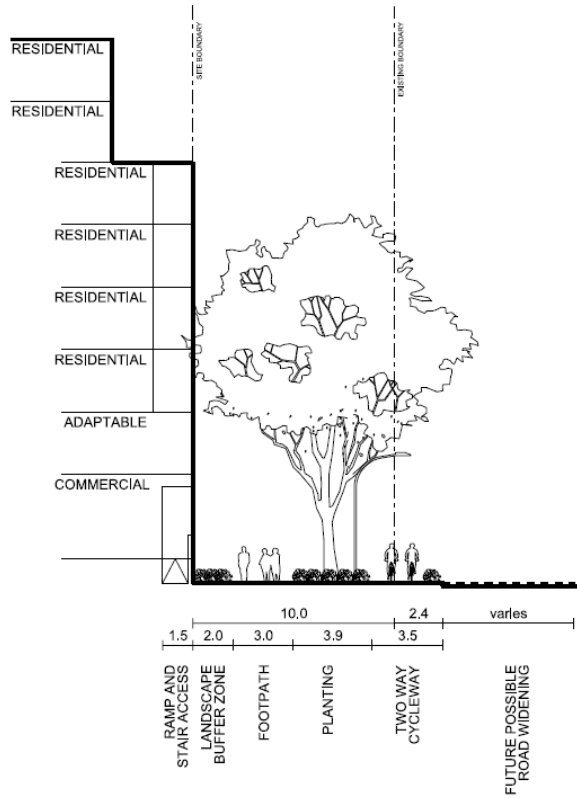 SITE BOUNDARY
EXISTING BOUNDARY
RESIDENTIAL
RESIDENTIAL
RESIDENTIAL
RESIDENTIAL
RESIDENTIAL
RESIDENTIAL
ADAPTABLE
COMMERCIAL
10.0
2.4
varies
1.5
2.0
3.0
3.9
3.5
RAMP AND
STAIR ACCESS
LANDSCAPE
BUFFER ZONE
FOOTPATH
PLANTING
TWO WAY
CYCLEWAY
FUTURE POSSIBLE
ROAD WIDENING